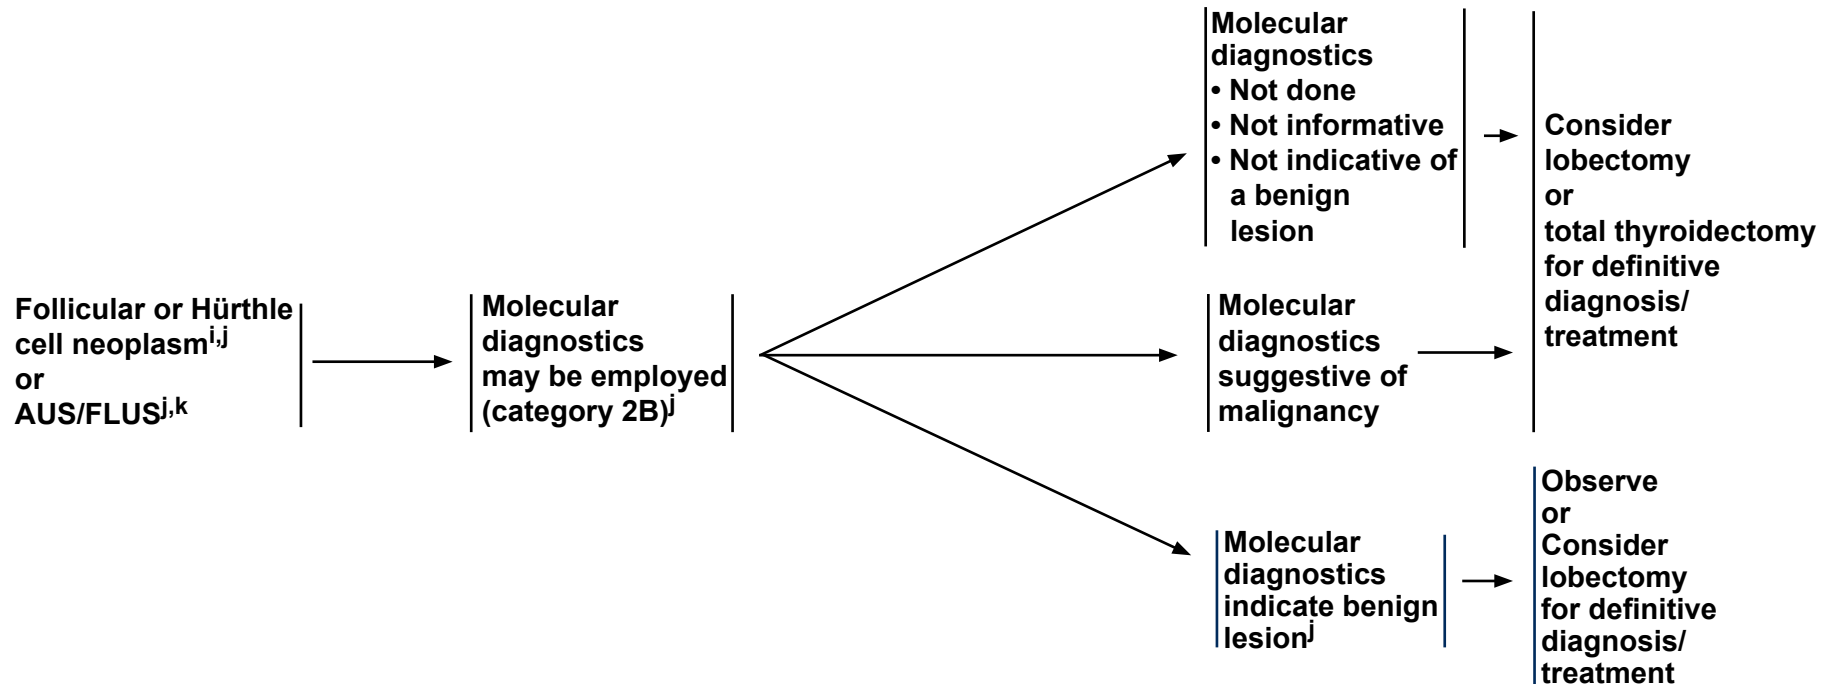 Follicular or Hürthle
cell neoplasm^i,j
or
AUS/FLUS^j,k
Molecular
diagnostics
may be employed
(category 2B)^j
Molecular
diagnostics
• Not done
• Not informative
• Not indicative of
a benign
lesion
Molecular
diagnostics
suggestive of
malignancy
Consider
lobectomy
or
total thyroidectomy
for definitive
diagnosis/
treatment
Molecular
diagnostics
indicate benign
lesion^j
Observe
or
Consider
lobectomy
for definitive
diagnosis/
treatment